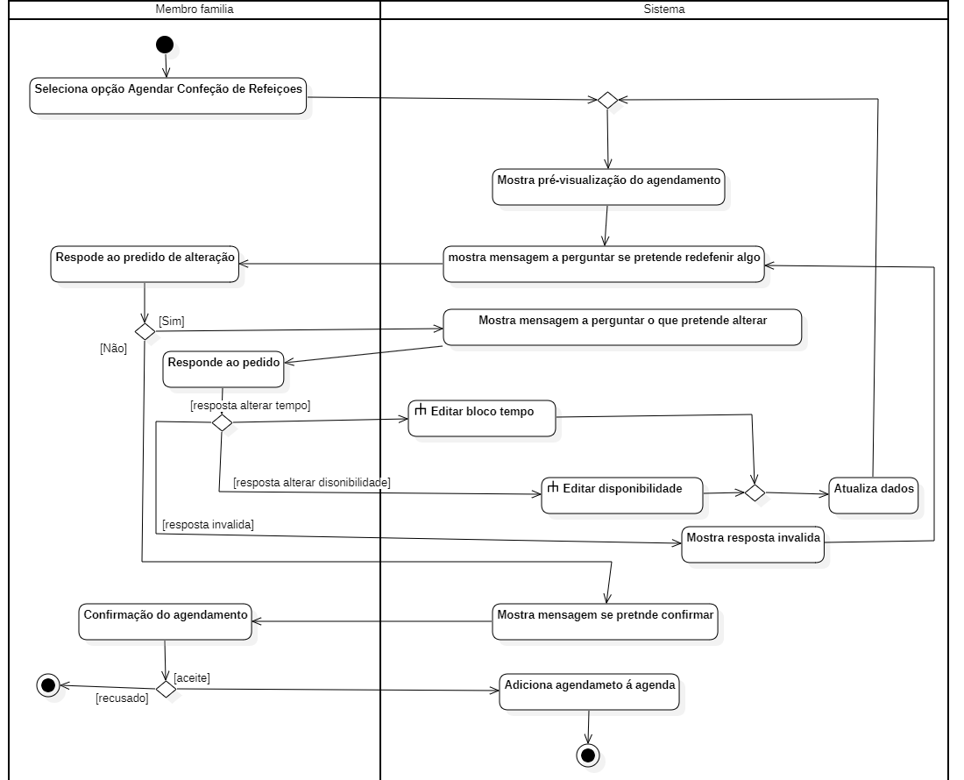 Membro familia
Sistema
Seleciona opção Agendar Confeção de Refeiçoes
Mostra pré-visualização do agendamento
Respode ao predido de alteração
mostra mensagem a perguntar se pretende redefenir algo
[Sim]
Mostra mensagem a perguntar o que pretende alterar
[Não]
Responde ao pedido
[resposta alterar tempo]
Editar bloco tempo
[resposta alterar disonibilidade]
Editar disponibilidade
Atualiza dados
[resposta invalida]
Mostra resposta invalida
Confirmação do agendamento
Mostra mensagem se pretnde confirmar
[aceite]
[recusado]
Adiciona agendameto á agenda